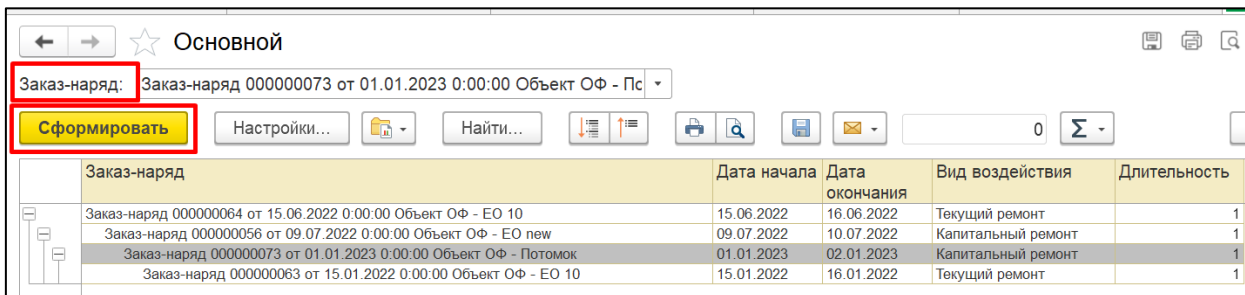 Основной
Заказ-наряд: Заказ-наряд 000000073 от 01.01.2023 0:00:00 Объект ОФ - По
Сформировать Настройки... Найти... 0 Σ
Заказ-наряд Дата начала Дата окончания Вид воздействия Длительность
Заказ-наряд 000000064 от 15.06.2022 0:00:00 Объект ОФ - ЕО 10 15.06.2022 16.06.2022 Текущий ремонт 1
Заказ-наряд 000000056 от 09.07.2022 0:00:00 Объект ОФ - ЕО new 09.07.2022 10.07.2022 Капитальный ремонт 1
Заказ-наряд 000000073 от 01.01.2023 0:00:00 Объект ОФ - Потомок 01.01.2023 02.01.2023 Капитальный ремонт 1
Заказ-наряд 000000063 от 15.01.2022 0:00:00 Объект ОФ - ЕО 10 15.01.2022 16.01.2022 Текущий ремонт 1